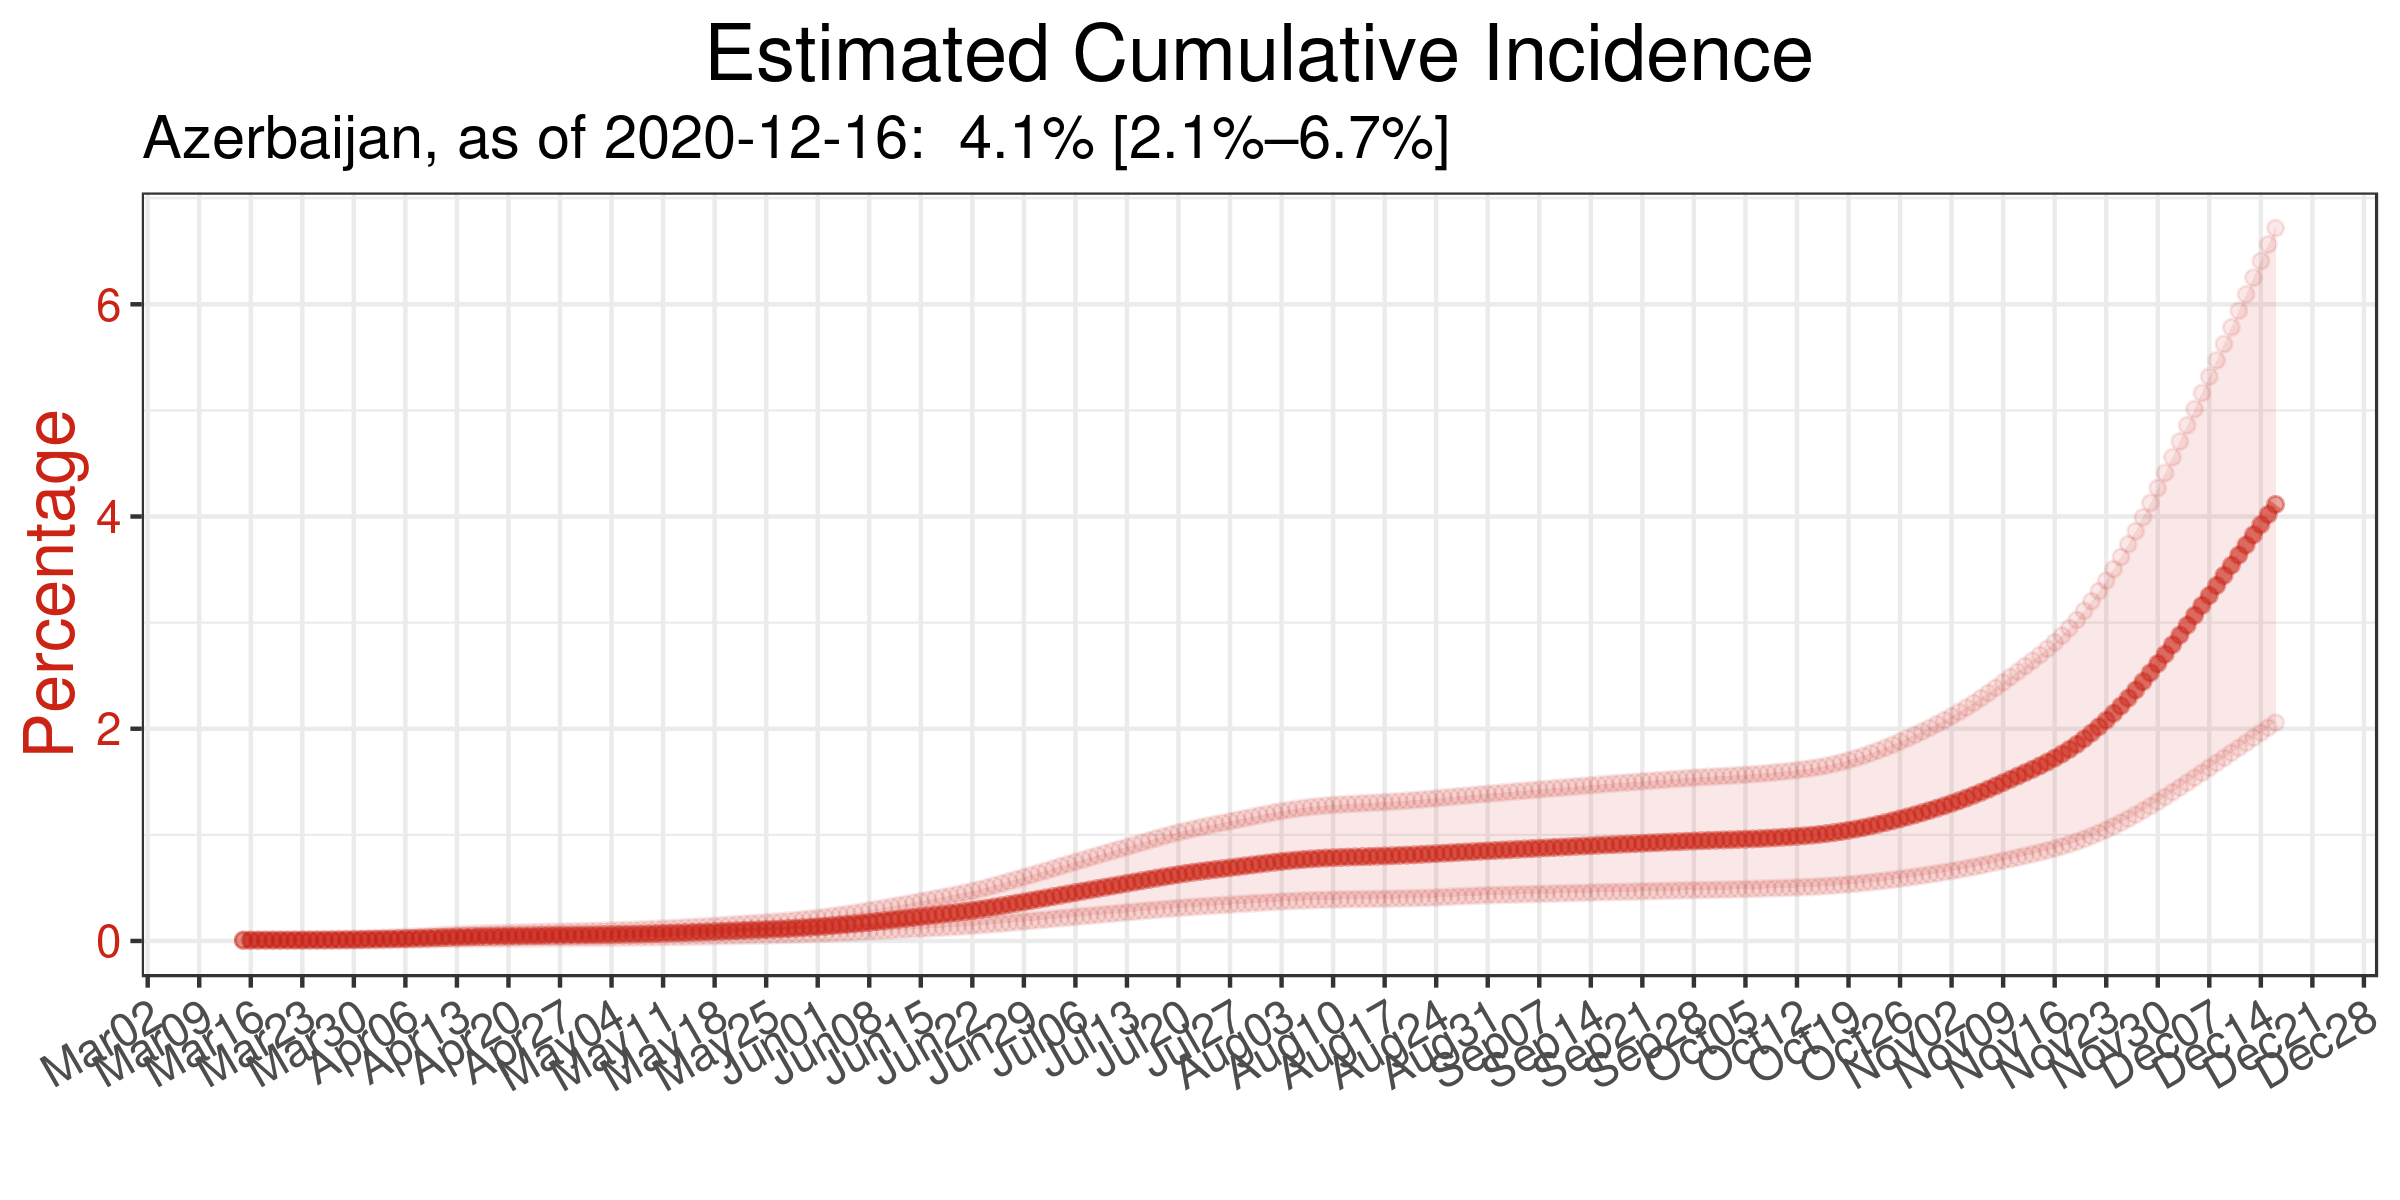 Estimated Cumulative Incidence
Azerbaijan, as of 2020-12-16:  4.1% [2.1%–6.7%]
Percentage
6
4
2
0
Mar02
Mar09
Mar16
Mar23
Mar30
Apr06
Apr13
Apr20
Apr27
May04
May11
May18
May25
Jun01
Jun08
Jun15
Jun22
Jun29
Jul06
Jul13
Jul20
Jul27
Aug03
Aug10
Aug17
Aug24
Aug31
Sep07
Sep14
Sep21
Sep28
Oct05
Oct12
Oct19
Oct26
Nov02
Nov09
Nov16
Nov23
Nov30
Dec07
Dec14
Dec21
Dec28